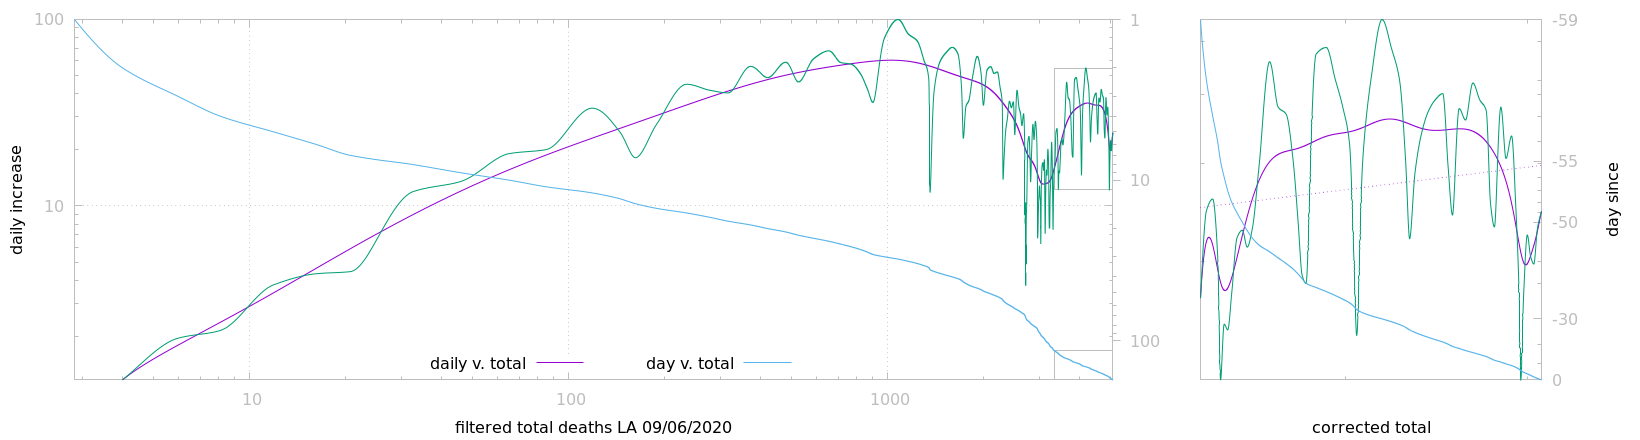 100
10
daily increase
1
10
100
daily v. total
day v. total
10
100
1000
filtered total deaths LA 09/06/2020
-59
-55
-50
-30
0
day since
corrected total